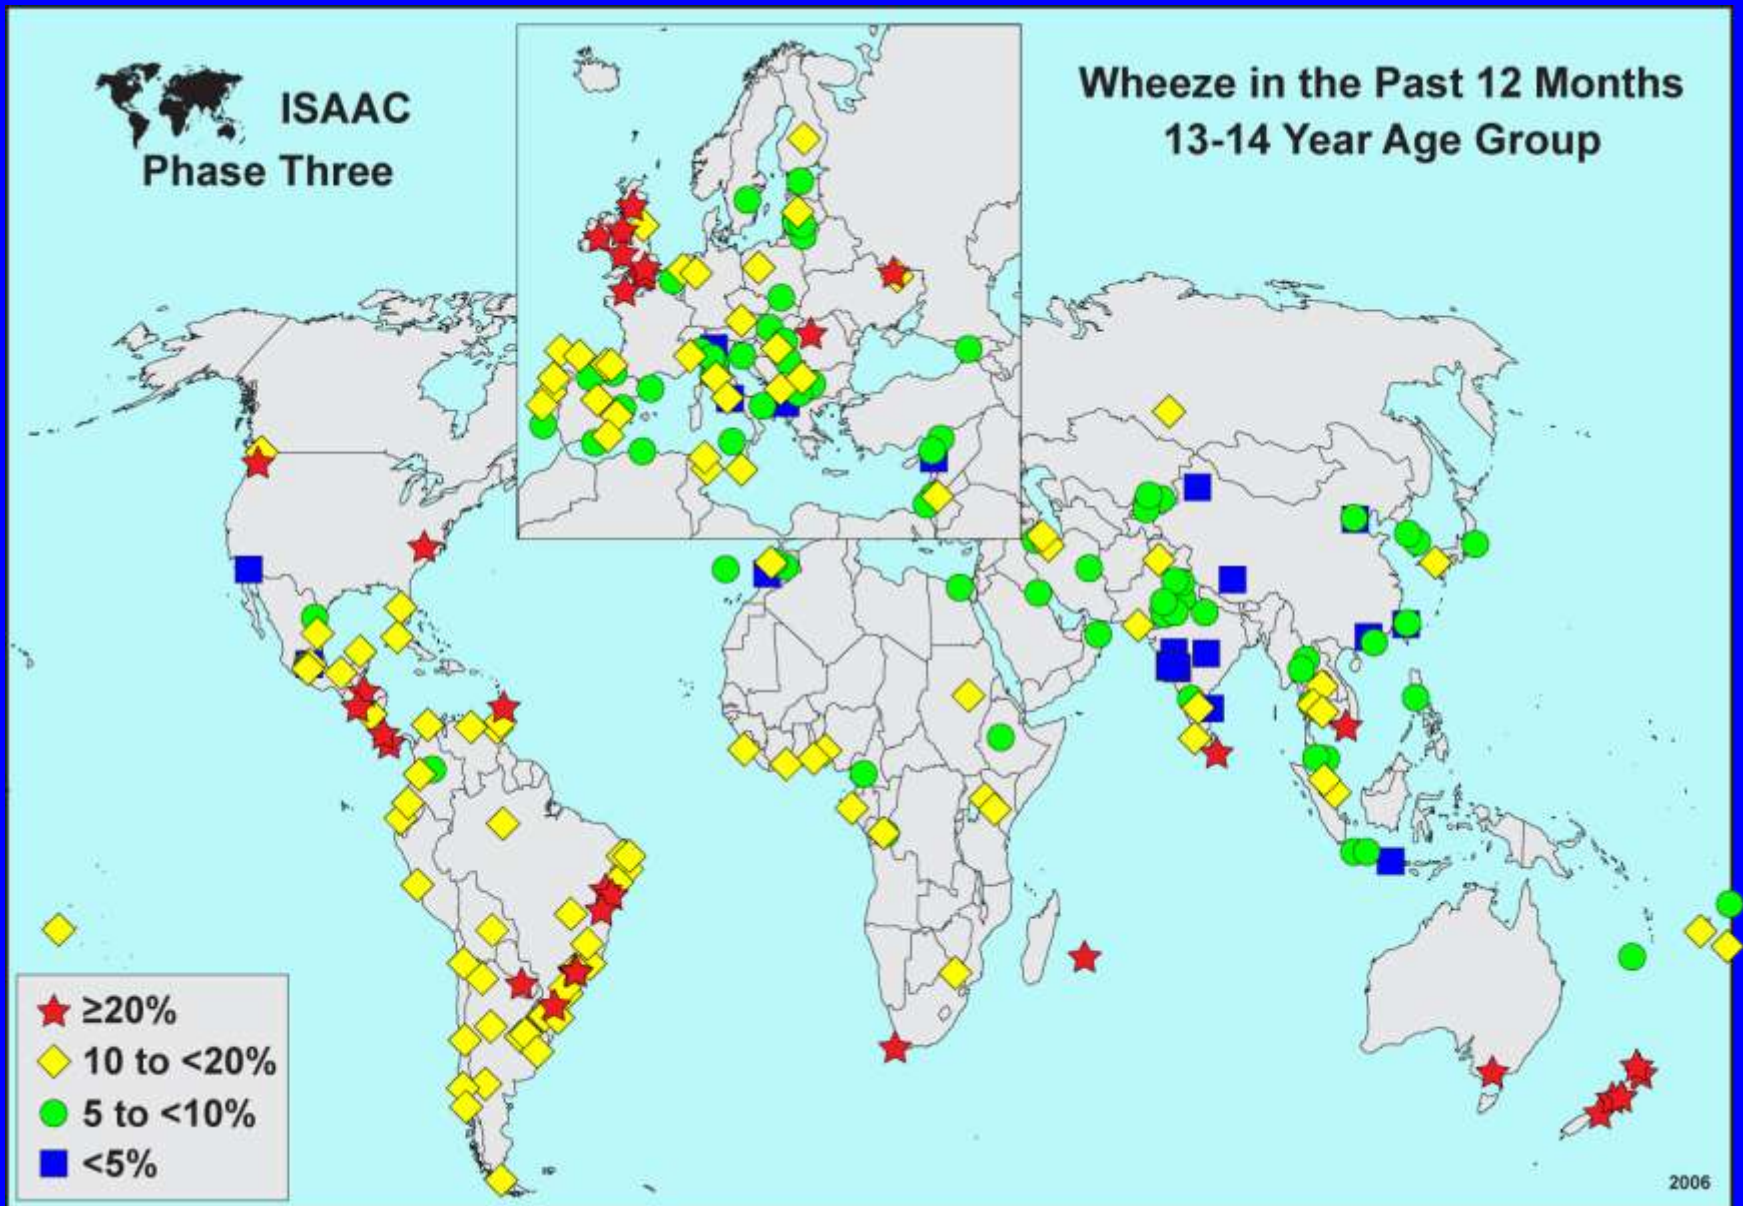 ISAAC
Phase Three
Wheeze in the Past 12 Months
13-14 Year Age Group
≥20%
10 to <20%
5 to <10%
<5%
2006